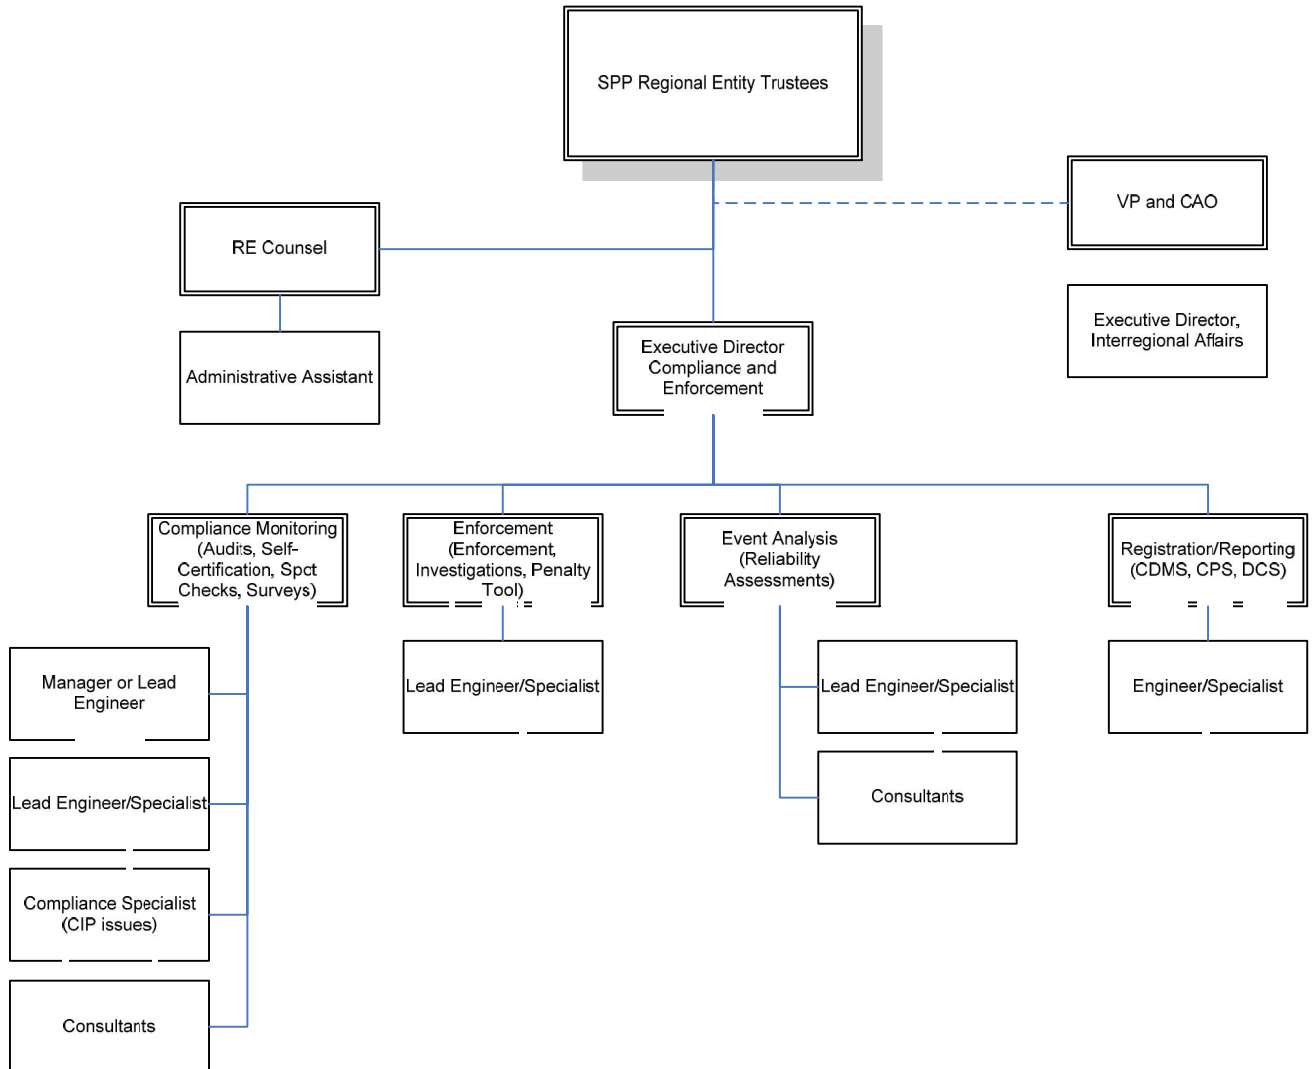 SPP Regional Entity Trustees
VP and CAO
RE Counsel
Executive Director,
Interregional Affairs
Executive Director
Compliance and
Enforcement
Administrative Assistant
Compliance Monitoring
(Audits, Self-
Certification, Spot
Checks, Surveys)
Enforcement
(Enforcement,
Investigations, Penalty
Tool)
Event Analysis
(Reliability
Assessments)
Registration/Reporting
(CDMS, CPS, DCS)
Manager or Lead
Engineer
Lead Engineer/Specialist
Lead Engineer/Specialist
Engineer/Specialist
Lead Engineer/Specialist
Consultants
Compliance Specialist
(CIP issues)
Consultants